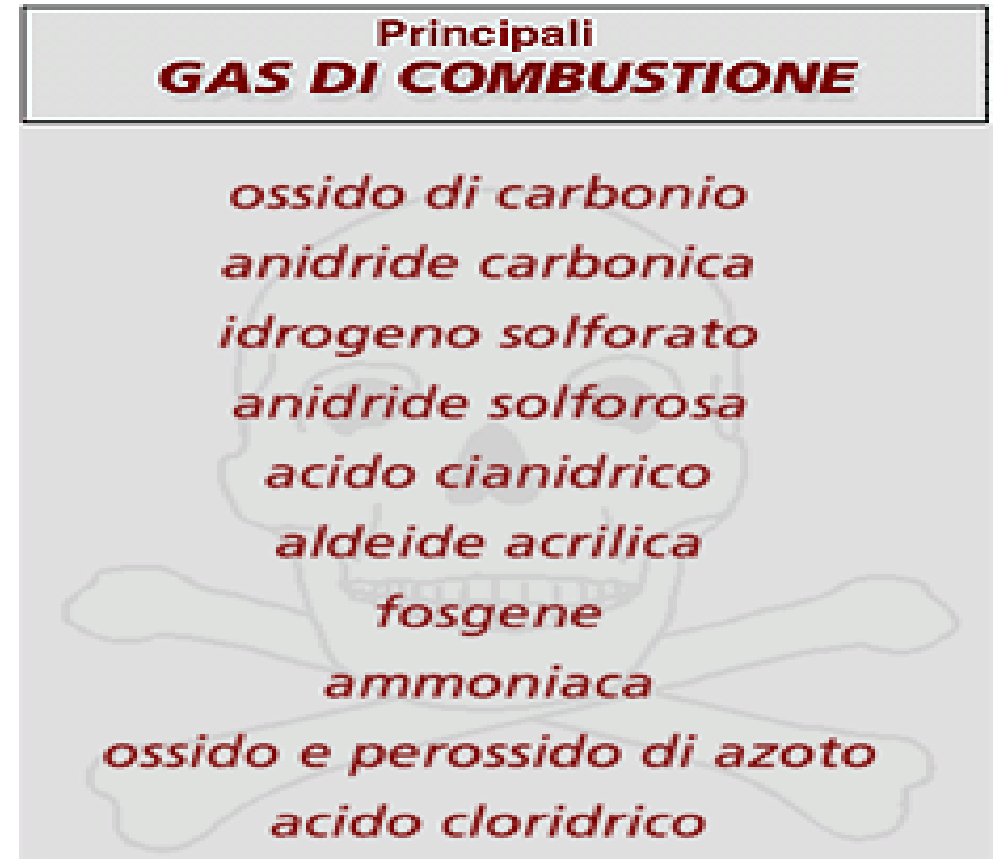 Principali
GAS DI COMBUSTIONE
ossido di carbonio
anidride carbonica
idrogeno solforato
anidride solforosa
acido cianidrico
aldeide acrilica
fosgene
ammoniaca
ossido e perossido di azoto
acido cloridrico